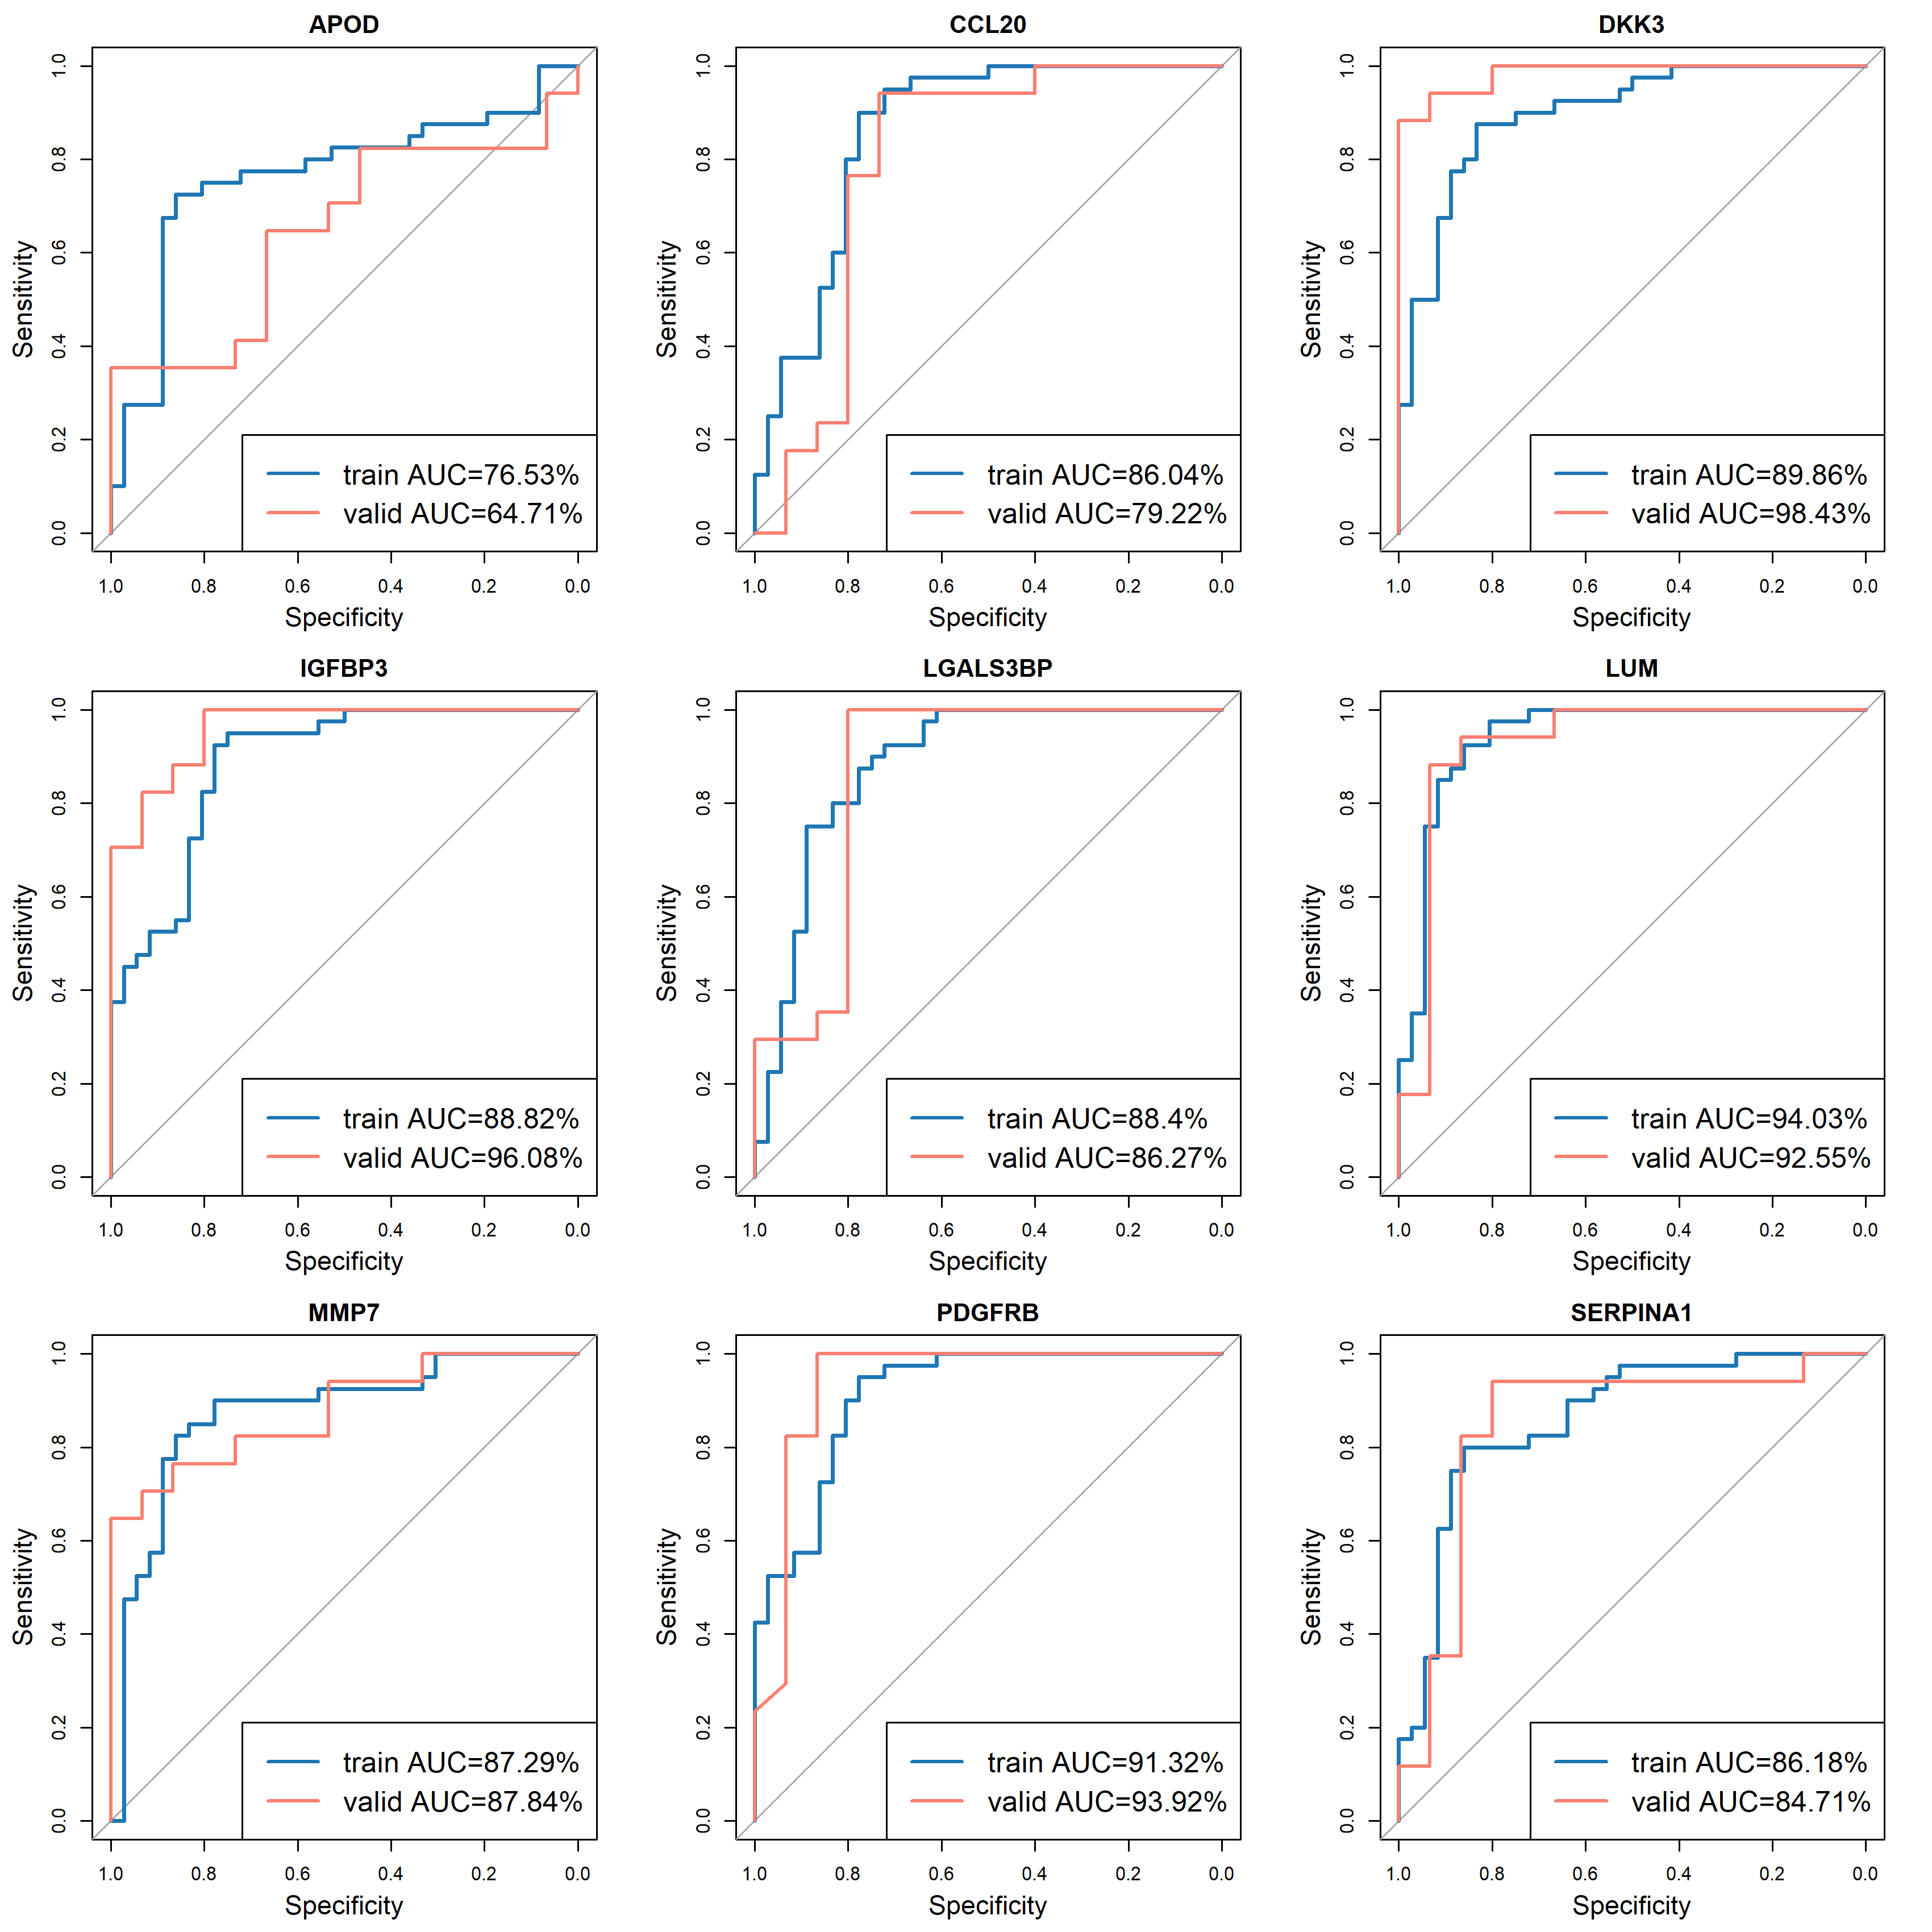 APOD
Sensitivity
0.0 0.2 0.4 0.6 0.8 1.0
train AUC=76.53%
valid AUC=64.71%
1.0 0.8 0.6 0.4 0.2 0.0
Specificity
CCL20
Sensitivity
0.0 0.2 0.4 0.6 0.8 1.0
train AUC=86.04%
valid AUC=79.22%
1.0 0.8 0.6 0.4 0.2 0.0
Specificity
DKK3
Sensitivity
0.0 0.2 0.4 0.6 0.8 1.0
train AUC=89.86%
valid AUC=98.43%
1.0 0.8 0.6 0.4 0.2 0.0
Specificity
IGFBP3
Sensitivity
0.0 0.2 0.4 0.6 0.8 1.0
train AUC=88.82%
valid AUC=96.08%
1.0 0.8 0.6 0.4 0.2 0.0
Specificity
LGALS3BP
Sensitivity
0.0 0.2 0.4 0.6 0.8 1.0
train AUC=88.4%
valid AUC=86.27%
1.0 0.8 0.6 0.4 0.2 0.0
Specificity
LUM
Sensitivity
0.0 0.2 0.4 0.6 0.8 1.0
train AUC=94.03%
valid AUC=92.55%
1.0 0.8 0.6 0.4 0.2 0.0
Specificity
MMP7
Sensitivity
0.0 0.2 0.4 0.6 0.8 1.0
train AUC=87.29%
valid AUC=87.84%
1.0 0.8 0.6 0.4 0.2 0.0
Specificity
PDGFRB
Sensitivity
0.0 0.2 0.4 0.6 0.8 1.0
train AUC=91.32%
valid AUC=93.92%
1.0 0.8 0.6 0.4 0.2 0.0
Specificity
SERPINA1
Sensitivity
0.0 0.2 0.4 0.6 0.8 1.0
train AUC=86.18%
valid AUC=84.71%
1.0 0.8 0.6 0.4 0.2 0.0
Specificity